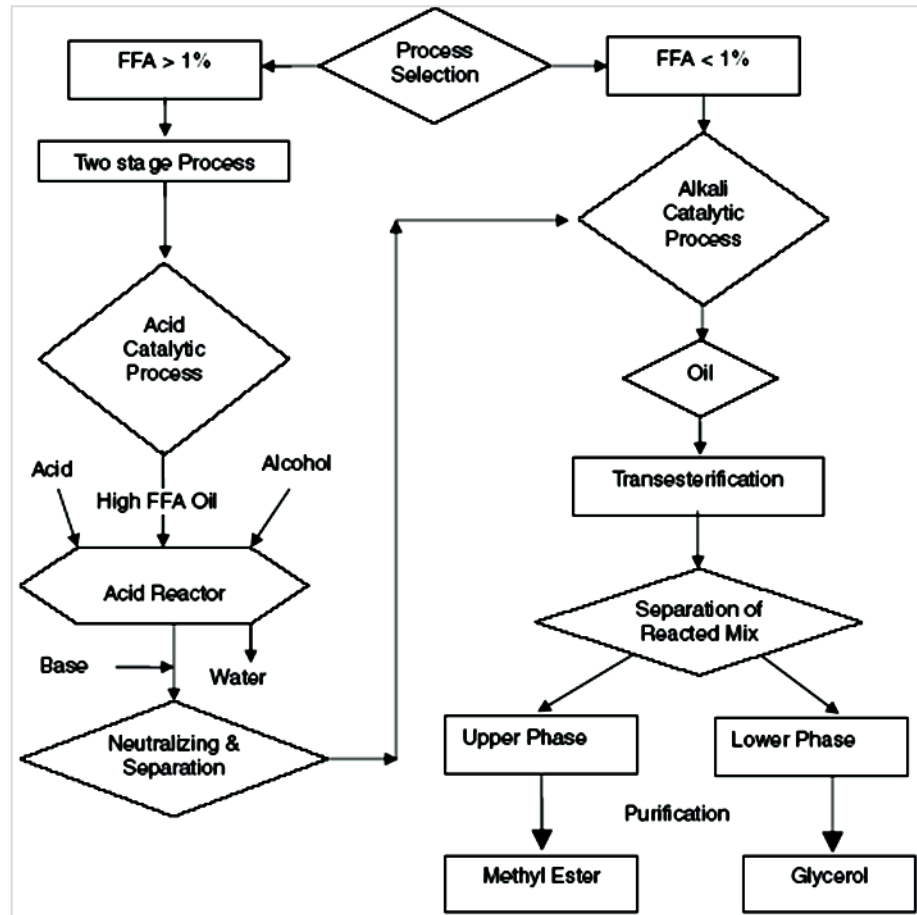 FFA > 1%
Process
Selection
FFA < 1%
Two stage Process
Alkali
Catalytic
Process
Acid
Catalytic
Process
Oil
Acid
Alcohol
High FFA Oil
Transesterification
Acid Reactor
Separation of
Reacted Mix
Base
Water
Neutralizing &
Separation
Upper Phase
Lower Phase
Purification
Methyl Ester
Glycerol